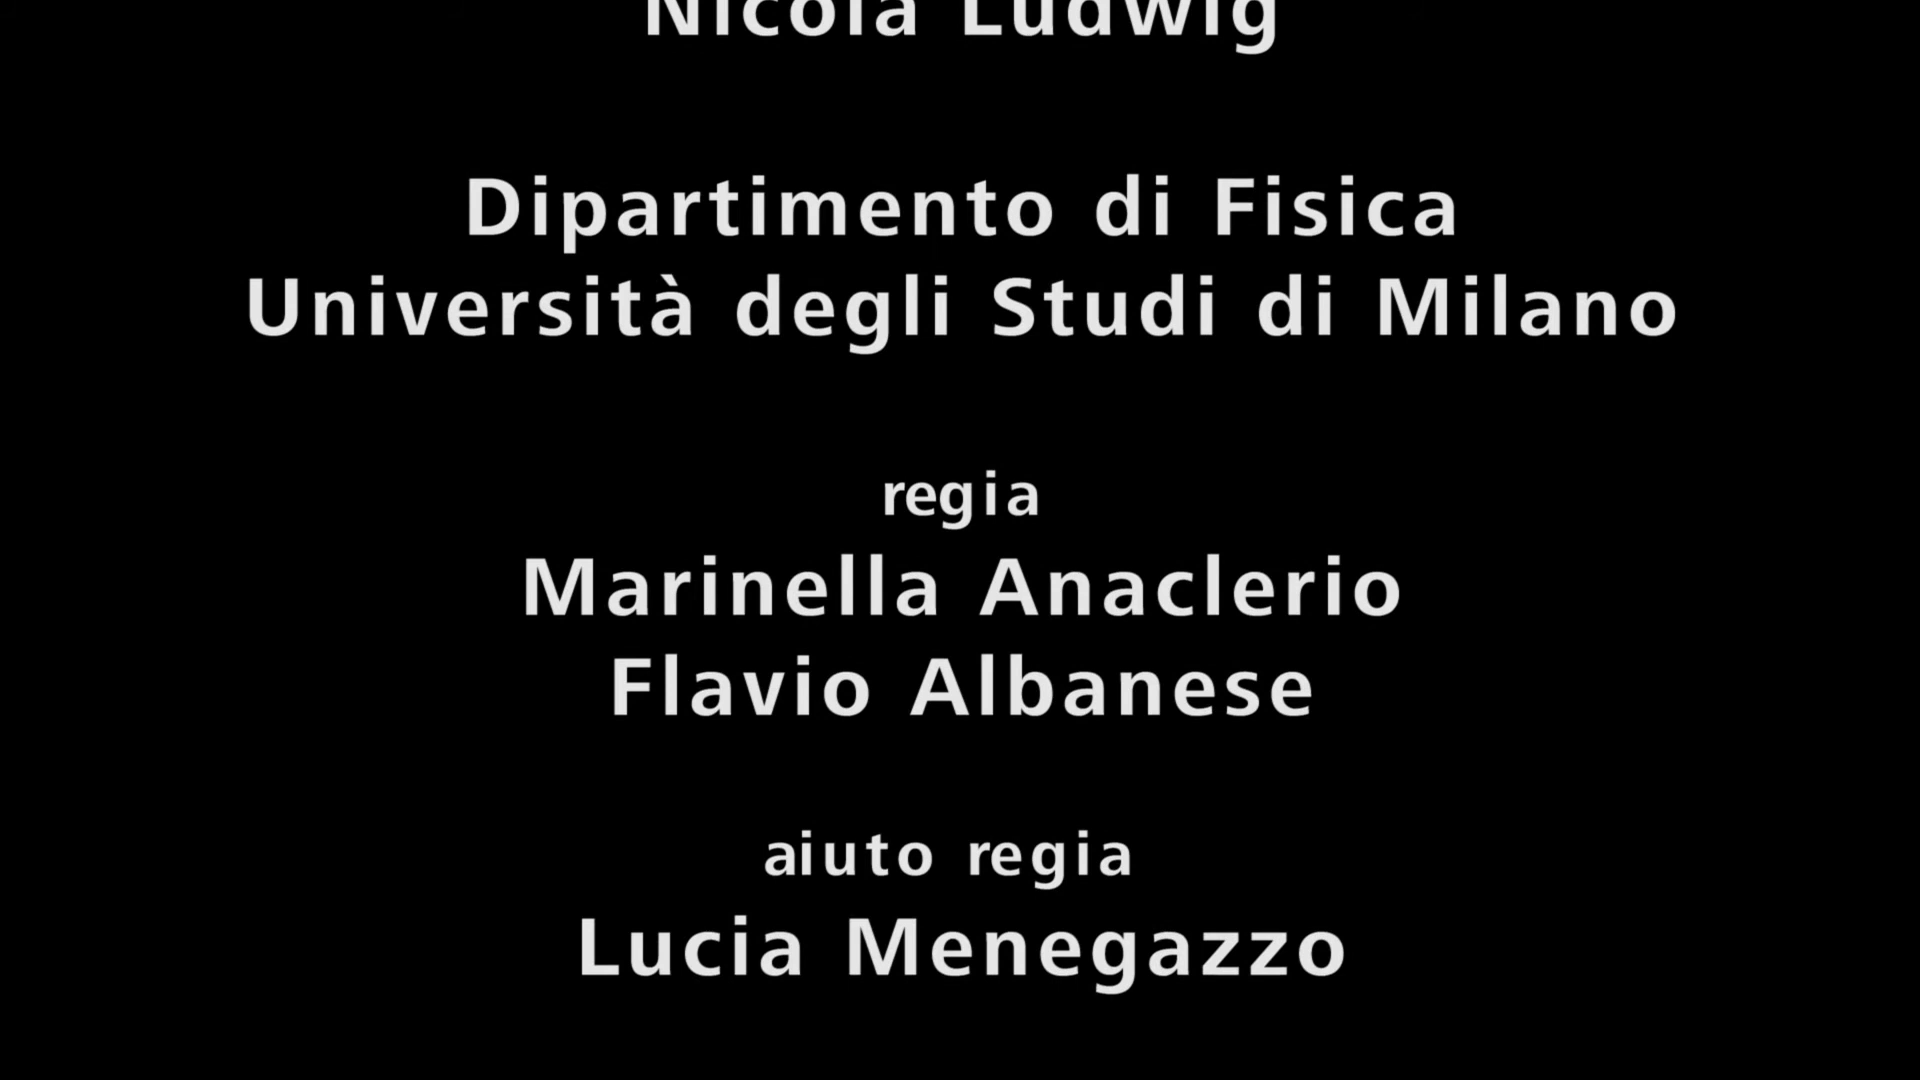 Nicola Ludwig
Dipartimento di Fisica
Università degli Studi di Milano
regia
Marinella Anaclerio
Flavio Albanese
aiuto regia
Lucia Menegazzo